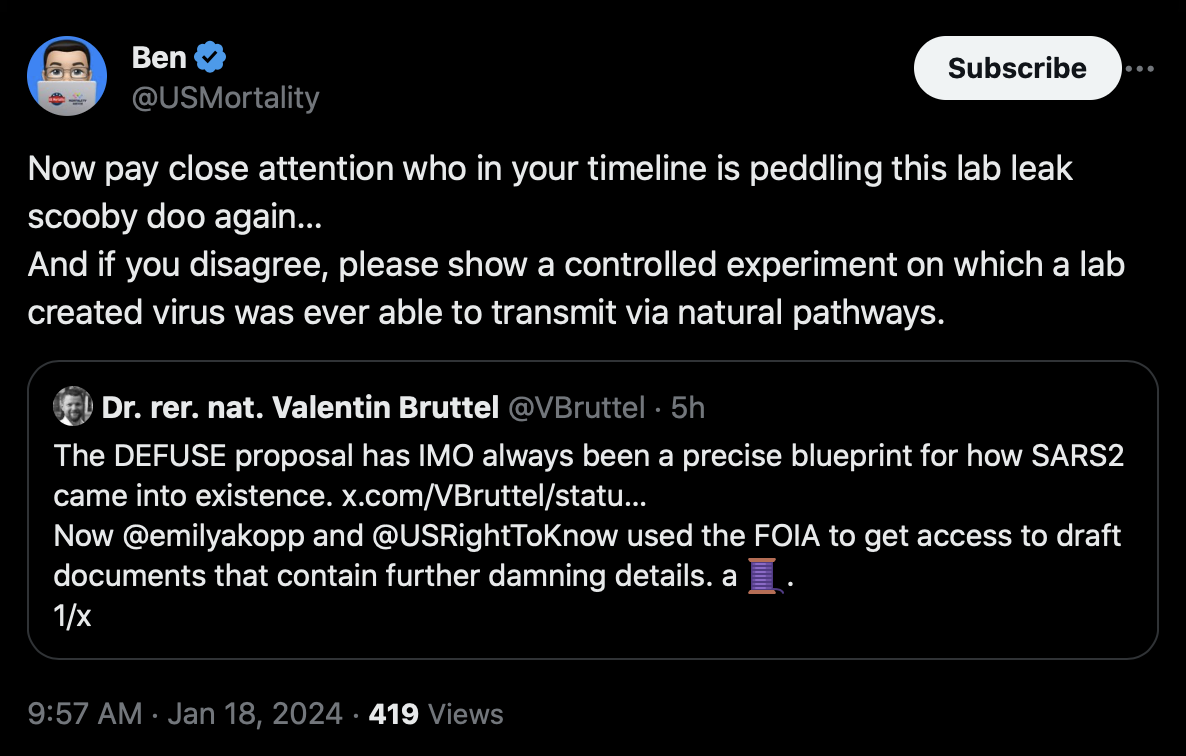 Ben
@USMortality
Subscribe
Now pay close attention who in your timeline is peddling this lab leak
scooby doo again...
And if you disagree, please show a controlled experiment on which a lab
created virus was ever able to transmit via natural pathways.
Dr. rer. nat. Valentin Bruttel @VBruttel · 5h
The DEFUSE proposal has IMO always been a precise blueprint for how SARS2
came into existence. x.com/VBruttel/statu...
Now @emilyakopp and @USRightToKnow used the FOIA to get access to draft
documents that contain further damning details. a 🧵.
1/x
9:57 AM · Jan 18, 2024 · 419 Views